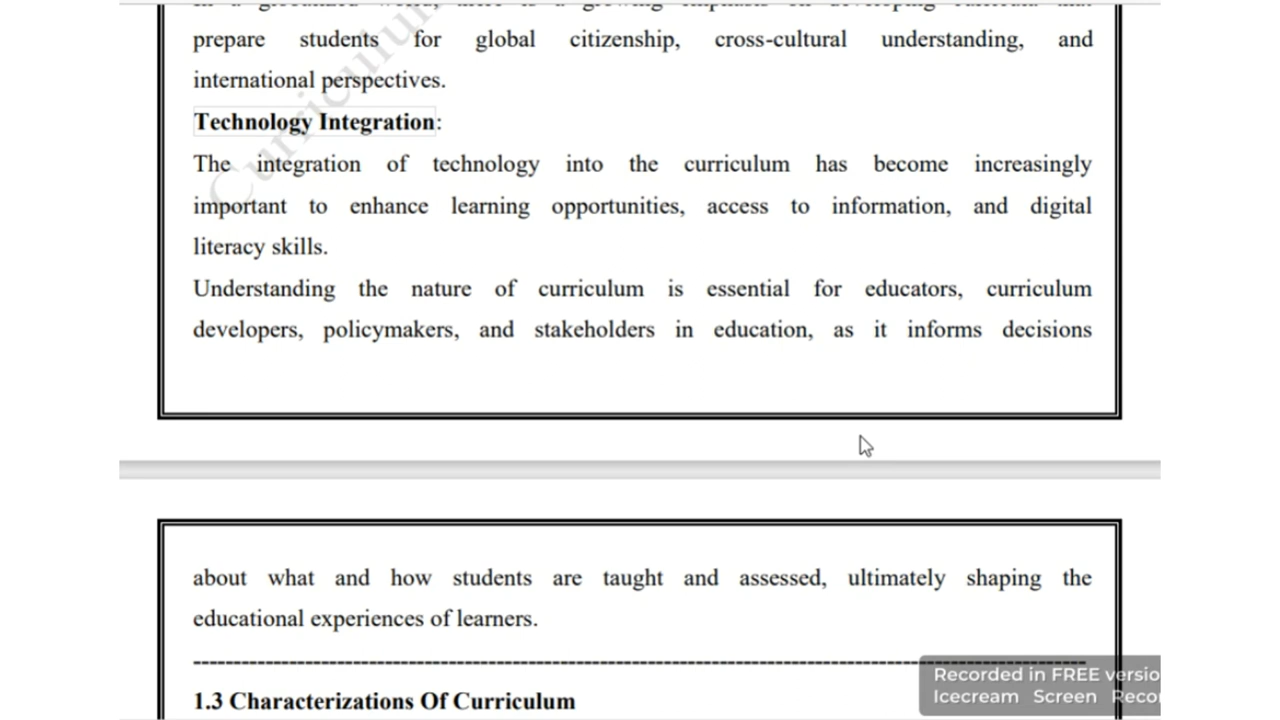 prepare students for global citizenship, cross-cultural understanding, and
international perspectives.
Technology Integration:
The integration of technology into the curriculum has become increasingly
important to enhance learning opportunities, access to information, and digital
literacy skills.
Understanding the nature of curriculum is essential for educators, curriculum
developers, policymakers, and stakeholders in education, as it informs decisions
about what and how students are taught and assessed, ultimately shaping the
educational experiences of learners.
1.3 Characterizations Of Curriculum
Recorded in FREE versio
Icecream Screen Recor